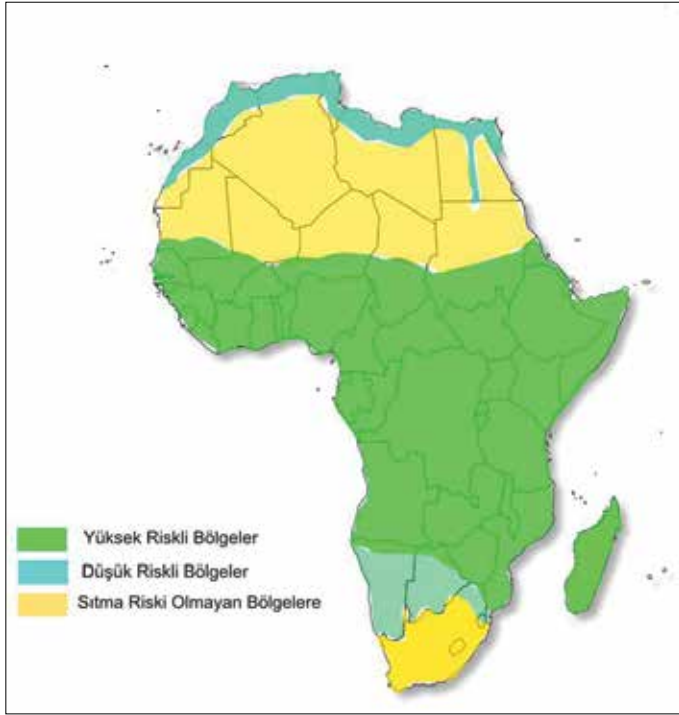 Yüksek Riskli Bölgeler
Düşük Riskli Bölgeler
Sıtma Riski Olmayan Bölgelere